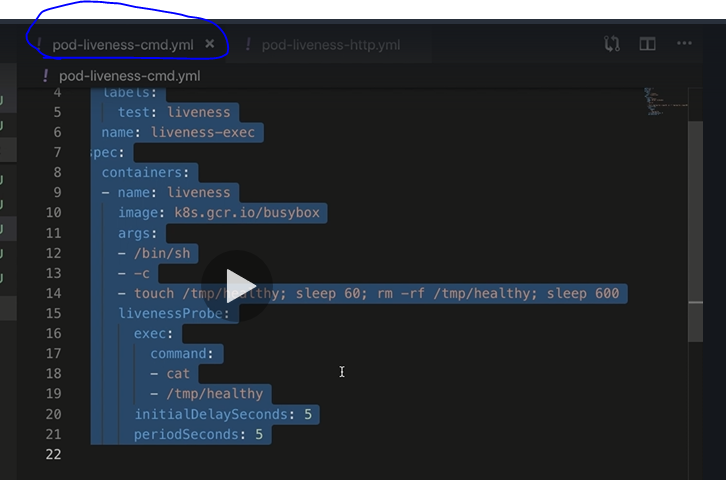 ! pod-liveness-cmd.yml × ! pod-liveness-http.yml ...
! pod-liveness-cmd.yml
4 labels:
5 test: liveness
6 name: liveness-exec
7 spec:
8 containers:
9 - name: liveness
10 image: k8s.gcr.io/busybox
11 args:
12 - /bin/sh
13 - -c
14 - touch /tmp/healthy; sleep 60; rm -rf /tmp/healthy; sleep 600
15 livenessProbe:
16 exec:
17 command:
18 - cat
19 - /tmp/healthy
20 initialDelaySeconds: 5
21 periodSeconds: 5
22